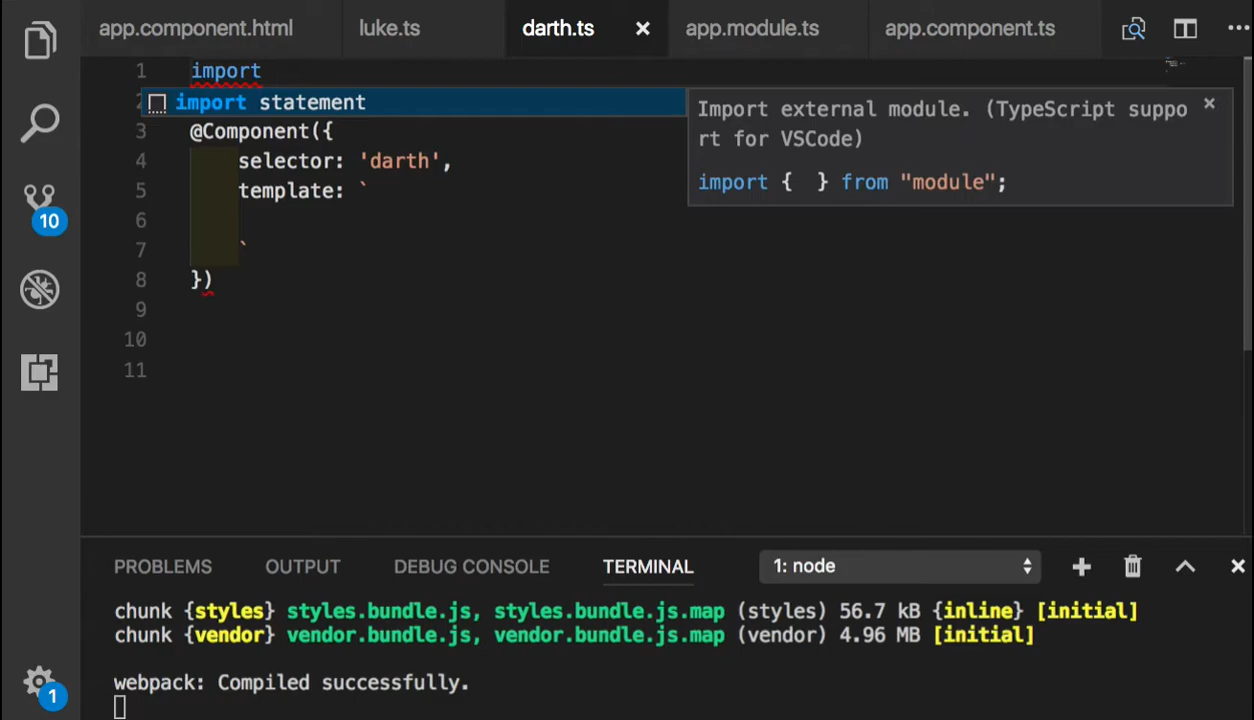 app.component.html luke.ts darth.ts × app.module.ts app.component.ts ...
1 import
2 import statement
Import external module. (TypeScript suppo
rt for VSCode)
import {  } from "module";
×
3 @Component({
4 selector: 'darth',
5 template: `
6
7 `
8 })
9
10
11
10
1
PROBLEMS OUTPUT DEBUG CONSOLE TERMINAL 1: node
chunk {styles} styles.bundle.js, styles.bundle.js.map (styles) 56.7 kB {inline} [initial]
chunk {vendor} vendor.bundle.js, vendor.bundle.js.map (vendor) 4.96 MB [initial]
webpack: Compiled successfully.